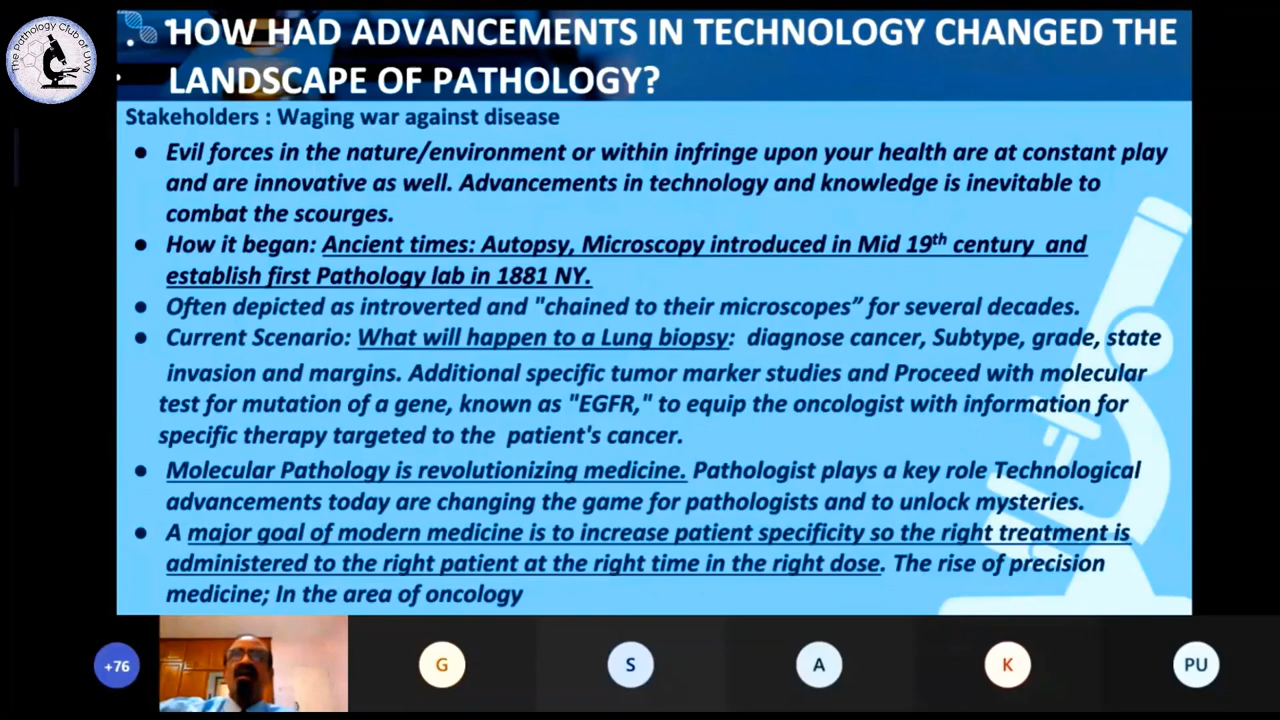 The Pathology Club of UWI
. • HOW HAD ADVANCEMENTS IN TECHNOLOGY CHANGED THE
• LANDSCAPE OF PATHOLOGY?
Stakeholders : Waging war against disease
• Evil forces in the nature/environment or within infringe upon your health are at constant play
and are innovative as well. Advancements in technology and knowledge is inevitable to
combat the scourges.
• How it began: Ancient times: Autopsy, Microscopy introduced in Mid 19th century and
establish first Pathology lab in 1881 NY.
• Often depicted as introverted and "chained to their microscopes” for several decades.
• Current Scenario: What will happen to a Lung biopsy: diagnose cancer, Subtype, grade, state
invasion and margins. Additional specific tumor marker studies and Proceed with molecular
test for mutation of a gene, known as "EGFR," to equip the oncologist with information for
specific therapy targeted to the patient's cancer.
• Molecular Pathology is revolutionizing medicine. Pathologist plays a key role Technological
advancements today are changing the game for pathologists and to unlock mysteries.
• A major goal of modern medicine is to increase patient specificity so the right treatment is
administered to the right patient at the right time in the right dose. The rise of precision
medicine; In the area of oncology
+76 G S A K PU